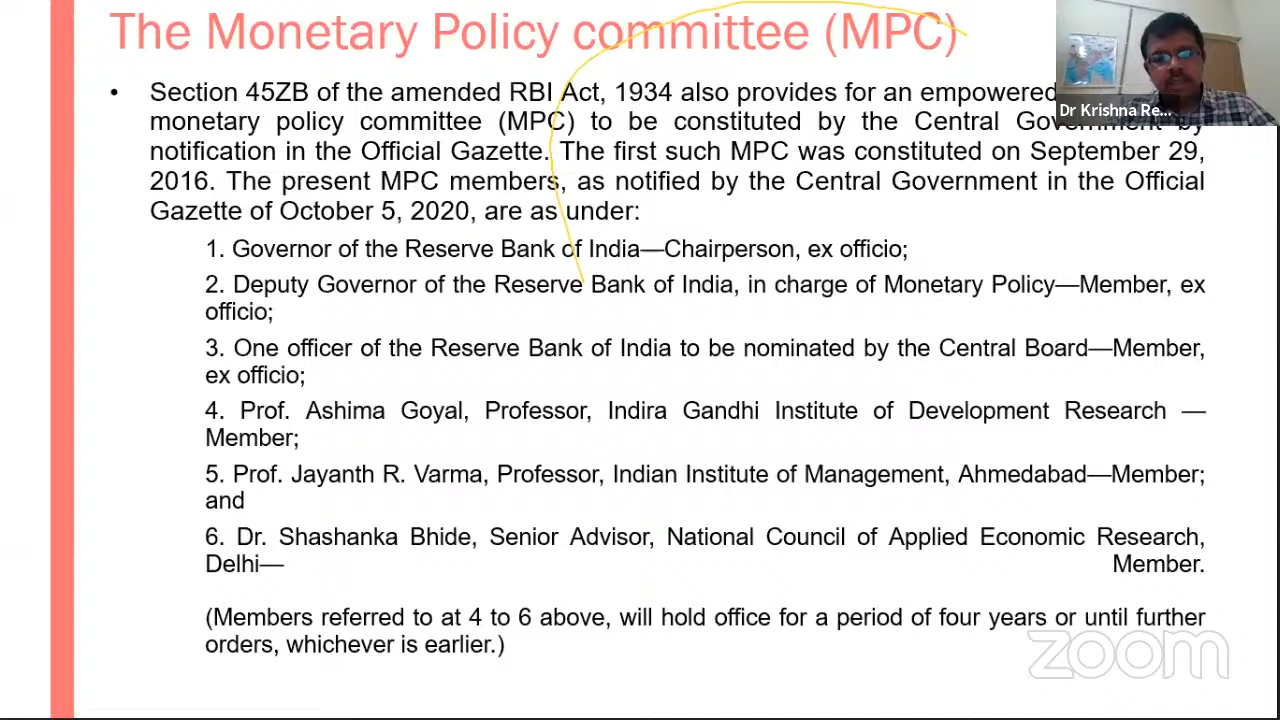 The Monetary Policy committee (MPC)
Dr Krishna Re...
• Section 45ZB of the amended RBI Act, 1934 also provides for an empowered
monetary policy committee (MPC) to be constituted by the Central Government by
notification in the Official Gazette. The first such MPC was constituted on September 29,
2016. The present MPC members, as notified by the Central Government in the Official
Gazette of October 5, 2020, are as under:
1. Governor of the Reserve Bank of India—Chairperson, ex officio;
2. Deputy Governor of the Reserve Bank of India, in charge of Monetary Policy—Member, ex
officio;
3. One officer of the Reserve Bank of India to be nominated by the Central Board—Member,
ex officio;
4. Prof. Ashima Goyal, Professor, Indira Gandhi Institute of Development Research —
Member;
5. Prof. Jayanth R. Varma, Professor, Indian Institute of Management, Ahmedabad—Member;
and
6. Dr. Shashanka Bhide, Senior Advisor, National Council of Applied Economic Research,
Delhi— Member.
(Members referred to at 4 to 6 above, will hold office for a period of four years or until further
orders, whichever is earlier.)
zoom